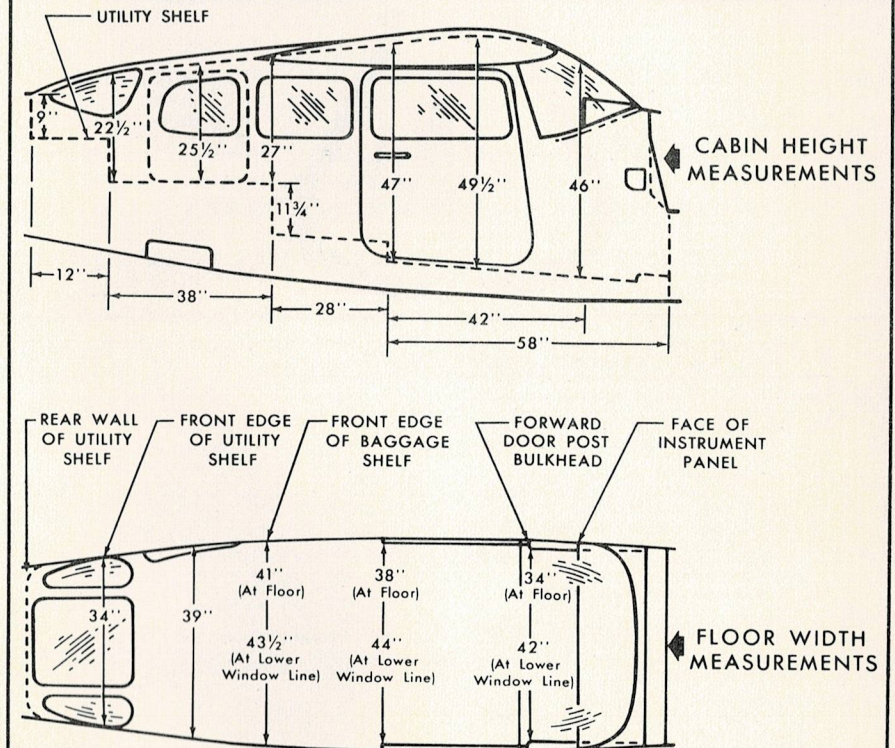 UTILITY SHELF
9''
22½''
25½''
27''
47''
49½''
46''
11¾''
CABIN HEIGHT
MEASUREMENTS
12''
38''
28''
42''
58''
REAR WALL
OF UTILITY
SHELF
FRONT EDGE
OF UTILITY
SHELF
FRONT EDGE
OF BAGGAGE
SHELF
FORWARD
DOOR POST
BULKHEAD
FACE OF
INSTRUMENT
PANEL
34''
39''
41''
(At Floor)
43½''
(At Lower
Window Line)
38''
(At Floor)
44''
(At Lower
Window Line)
34''
(At Floor)
42''
(At Lower
Window Line)
FLOOR WIDTH
MEASUREMENTS